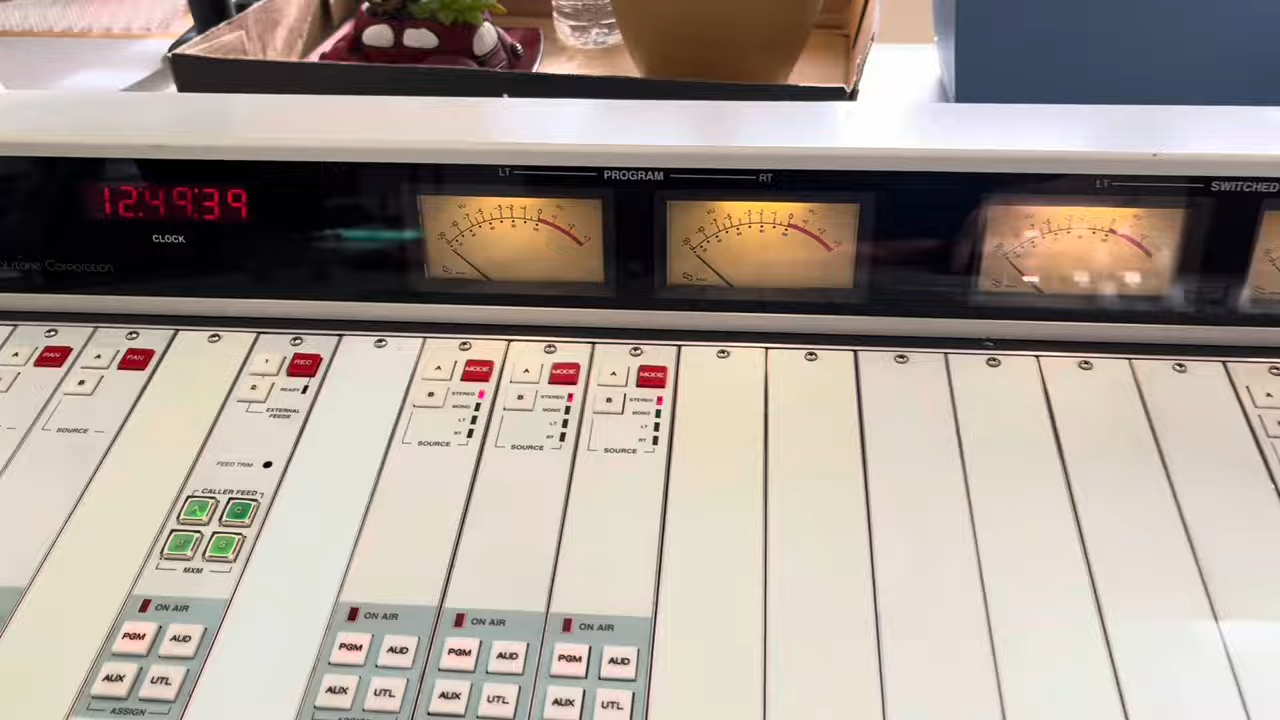 LT PROGRAM RT
LT SWITCHED
12:49:39
CLOCK
Corporation
A PAN
A PAN
B
SOURCE
1 REC
2 READY
EXTERNAL
FEEDS
FEED TRIM
CALLER FEED
A C
B S
MXM
ON AIR
PGM AUD
AUX UTL
ASSIGN
A MODE
B STEREO
MONO
LT
RT
SOURCE
ON AIR
PGM AUD
AUX UTL
A MODE
B STEREO
MONO
LT
RT
SOURCE
ON AIR
PGM AUD
AUX UTL
A MODE
B STEREO
MONO
LT
RT
SOURCE
ON AIR
PGM AUD
AUX UTL
A